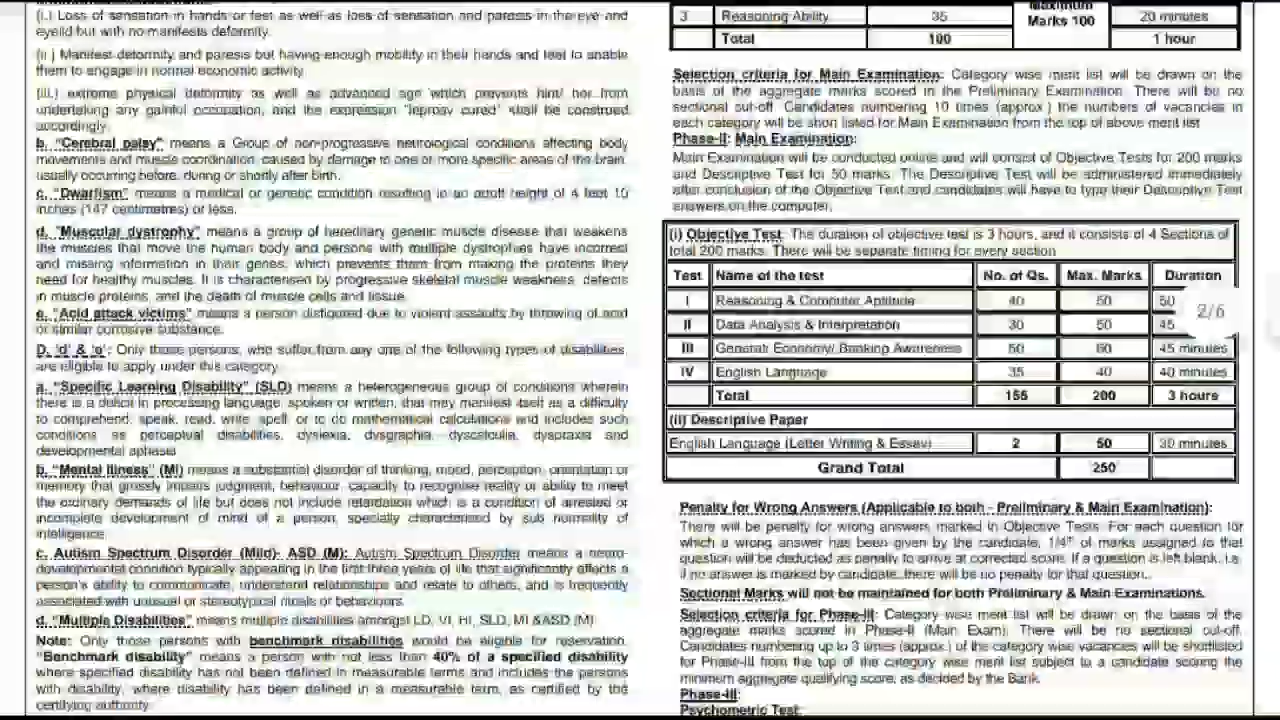 (i.) Loss of sensation in hands or feet as well as loss of sensation and paresis in the eye and
eyelid but with no manifests deformity.
(ii.) Manifest deformity and paresis but having enough mobility in their hands and feet to enable
them to engage in normal economic activity.
(iii.) extreme physical deformity as well as advanced age which prevents him/ her from
undertaking any gainful occupation, and the expression "leprosy cured" shall be construed
accordingly.
b. "Cerebral palsy" means a Group of non-progressive neurological conditions affecting body
movements and muscle coordination, caused by damage to one or more specific areas of the brain,
usually occurring before, during or shortly after birth.
c. "Dwarfism" means a medical or genetic condition resulting in an adult height of 4 feet 10
inches (147 centimetres) or less.
d. "Muscular dystrophy" means a group of hereditary genetic muscle disease that weakens
the muscles that move the human body and persons with multiple dystrophies have incorrect
and missing information in their genes, which prevents them from making the proteins they
need for healthy muscles. It is characterised by progressive skeletal muscle weakness, defects
in muscle proteins, and the death of muscle cells and tissue.
e. "Acid attack victims" means a person disfigured due to violent assaults by throwing of acid
or similar corrosive substance.
D. 'd' & 'e': Only those persons, who suffer from any one of the following types of disabilities,
are eligible to apply under this category.
a. "Specific Learning Disability" (SLD) means a heterogeneous group of conditions wherein
there is a deficit in processing language, spoken or written, that may manifest itself as a difficulty
to comprehend, speak, read, write, spell, or to do mathematical calculations and includes such
conditions as perceptual disabilities, dyslexia, dysgraphia, dyscalculia, dyspraxia and
developmental aphasia.
b. "Mental Illness" (MI) means a substantial disorder of thinking, mood, perception, orientation or
memory that grossly impairs judgment, behaviour, capacity to recognise reality or ability to meet
the ordinary demands of life but does not include retardation which is a condition of arrested or
incomplete development of mind of a person, specially characterised by sub normality of
intelligence.
c. Autism Spectrum Disorder (Mild)- ASD (M): Autism Spectrum Disorder means a neuro-
developmental condition typically appearing in the first three years of life that significantly affects a
person's ability to communicate, understand relationships and relate to others, and is frequently
associated with unusual or stereotypical rituals or behaviours.
d. "Multiple Disabilities" means multiple disabilities amongst LD, VI, HI, SLD, MI &ASD (M)
Note: Only those persons with benchmark disabilities would be eligible for reservation.
"Benchmark disability" means a person with not less than 40% of a specified disability
where specified disability has not been defined in measurable terms and includes the persons
with disability, where disability has been defined in a measurable term, as certified by the
certifying authority.
3 Reasoning Ability 35 Maximum Marks 100 20 minutes
Total 100 1 hour
Selection criteria for Main Examination: Category wise merit list will be drawn on the
basis of the aggregate marks scored in the Preliminary Examination. There will be no
sectional cut-off. Candidates numbering 10 times (approx.) the numbers of vacancies in
each category will be short listed for Main Examination from the top of above merit list
Phase-II: Main Examination:
Main Examination will be conducted online and will consist of Objective Tests for 200 marks
and Descriptive Test for 50 marks. The Descriptive Test will be administered immediately
after conclusion of the Objective Test and candidates will have to type their Descriptive Test
answers on the computer.
(i) Objective Test: The duration of objective test is 3 hours, and it consists of 4 Sections of
total 200 marks. There will be separate timing for every section
Test Name of the test No. of Qs. Max. Marks Duration
I Reasoning & Computer Aptitude 40 50 50
II Data Analysis & Interpretation 30 50 45
III General/ Economy/ Banking Awareness 50 60 45 minutes
IV English Language 35 40 40 minutes
Total 155 200 3 hours
2/6
(II) Descriptive Paper
English Language (Letter Writing & Essay) 2 50 30 minutes
Grand Total 250
Penalty for Wrong Answers (Applicable to both - Preliminary & Main Examination):
There will be penalty for wrong answers marked in Objective Tests. For each question for
which a wrong answer has been given by the candidate, 1/4th of marks assigned to that
question will be deducted as penalty to arrive at corrected score. If a question is left blank, i.e.
if no answer is marked by candidate, there will be no penalty for that question.
Sectional Marks will not be maintained for both Preliminary & Main Examinations.
Selection criteria for Phase-III: Category wise merit list will be drawn on the basis of the
aggregate marks scored in Phase-II (Main Exam). There will be no sectional cut-off.
Candidates numbering up to 3 times (approx.) of the category wise vacancies will be shortlisted
for Phase-III from the top of the category wise merit list subject to a candidate scoring the
minimum aggregate qualifying score, as decided by the Bank.
Phase-III:
Psychometric Test: